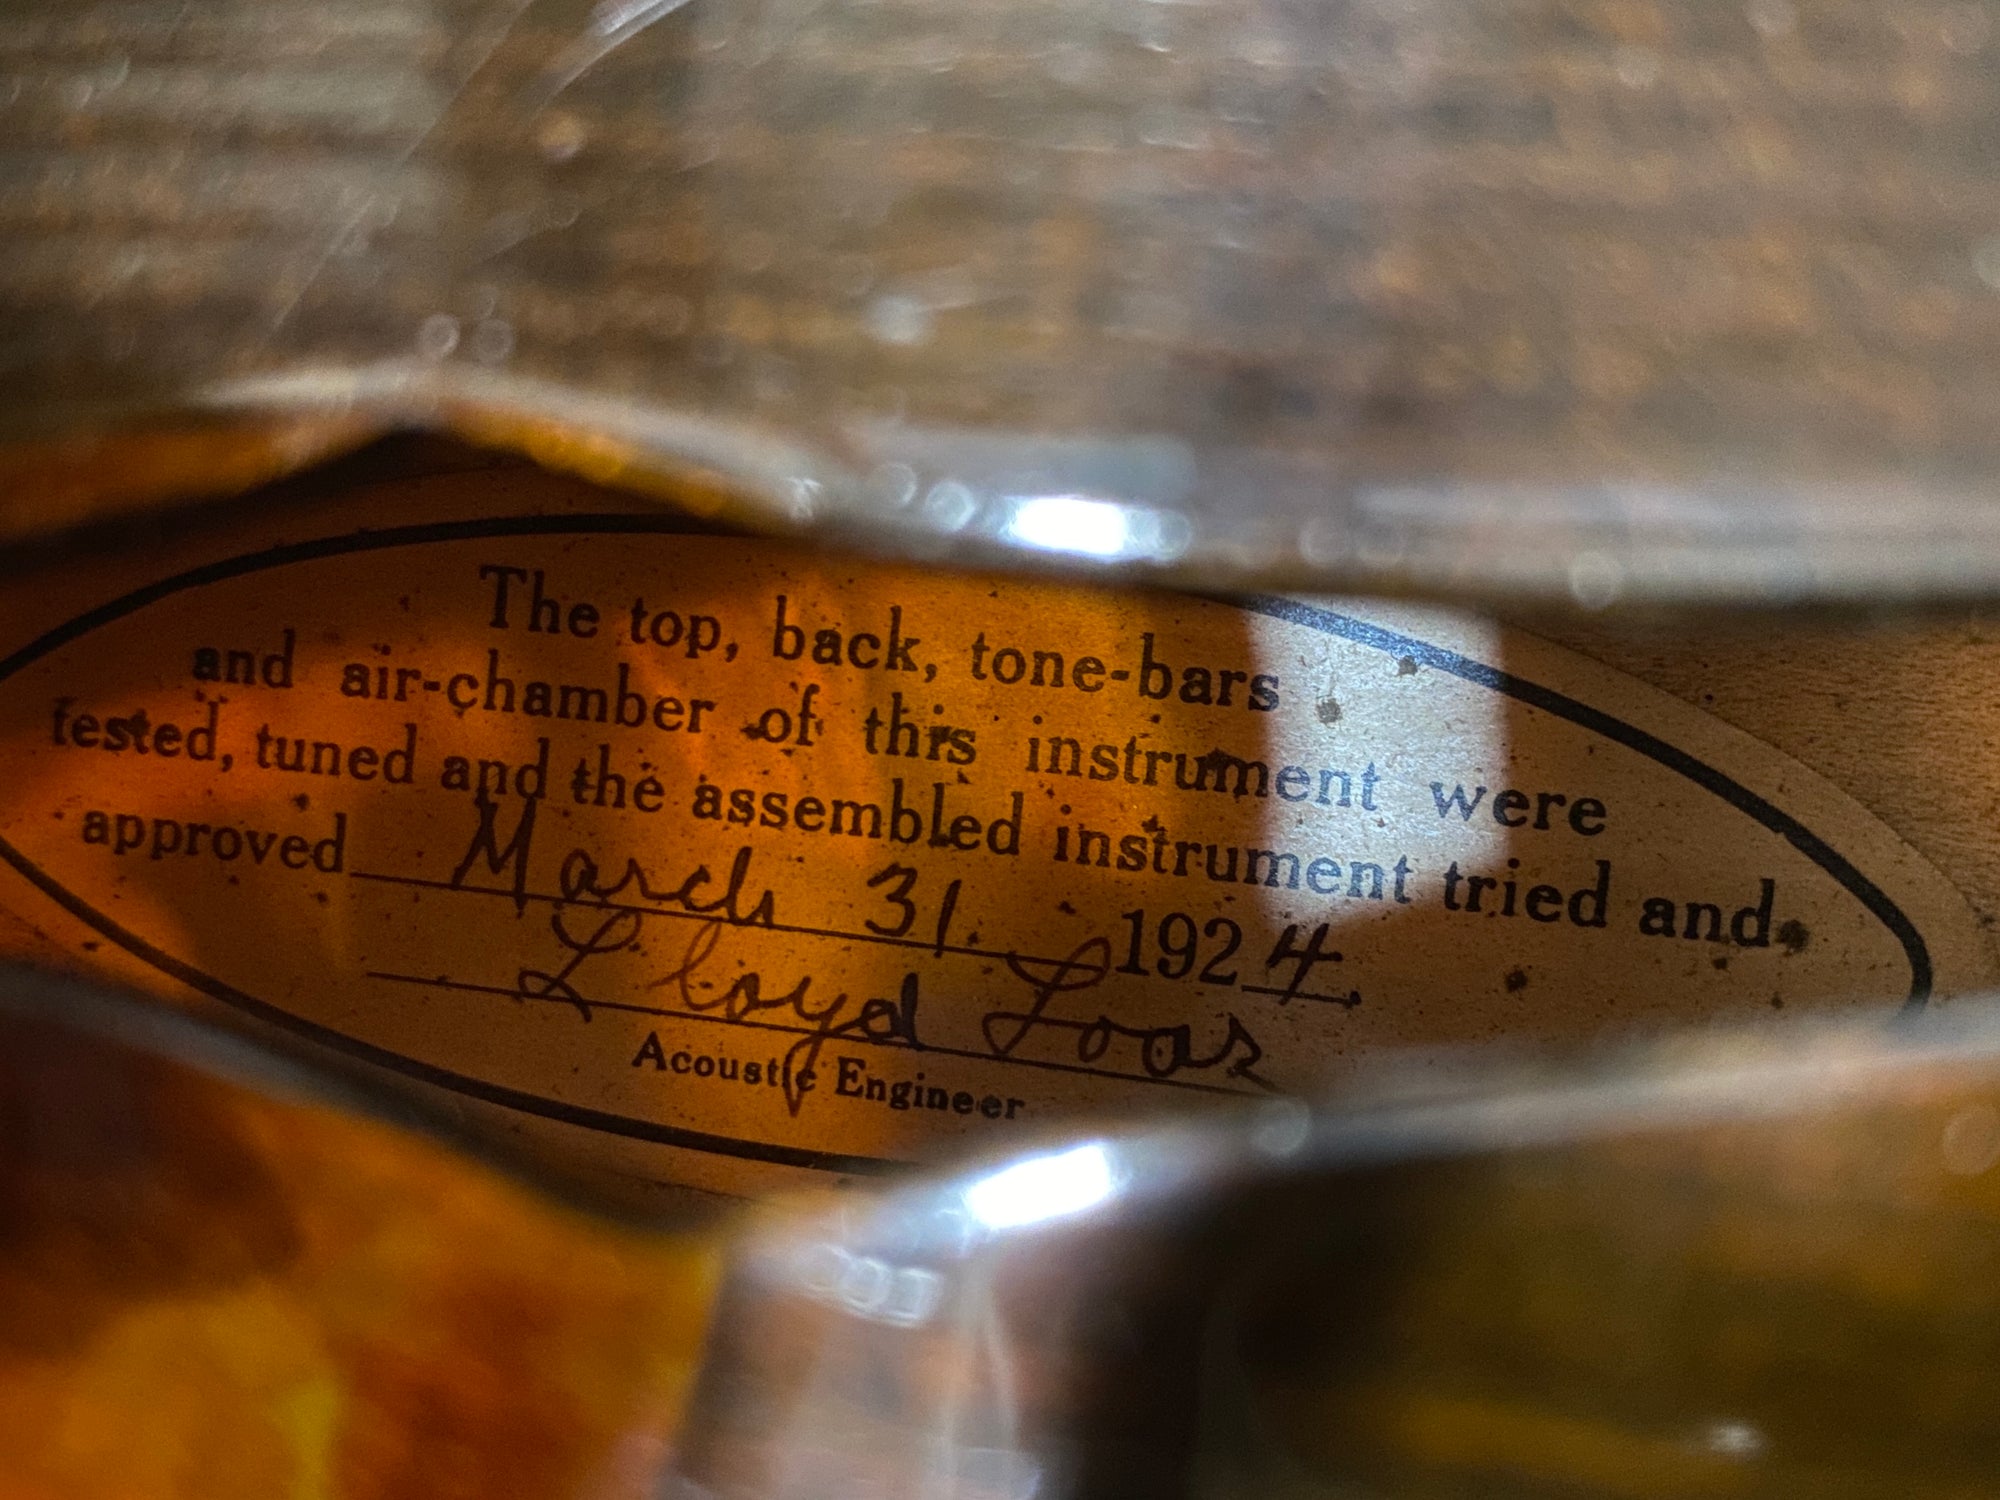 The top, back, tone-bars
and air-chamber of this instrument were
tested, tuned and the assembled instrument tried and
approved March 31. 1924.
Lloyd Loar
Acoustic Engineer